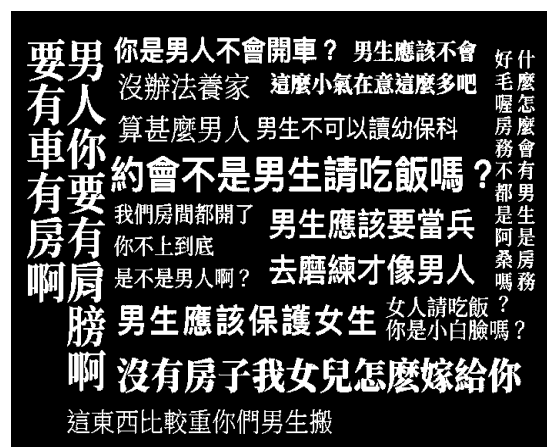 男人你要有肩膀啊
要有車有房啊
你是男人不會開車？
男生應該不會
沒辦法養家
這麼小氣在意這麼多吧
算甚麼男人
男生不可以讀幼保科
約會不是男生請吃飯嗎？
我們房間都開了
你不上到底
是不是男人啊？
男生應該要當兵
去磨練才像男人
男生應該保護女生
女人請吃飯
你是小白臉嗎？
沒有房子我女兒怎麼嫁給你
這東西比較重你們男生搬
什麼怎麼會有男生是房務
好毛喔房務不都是阿桑嗎？